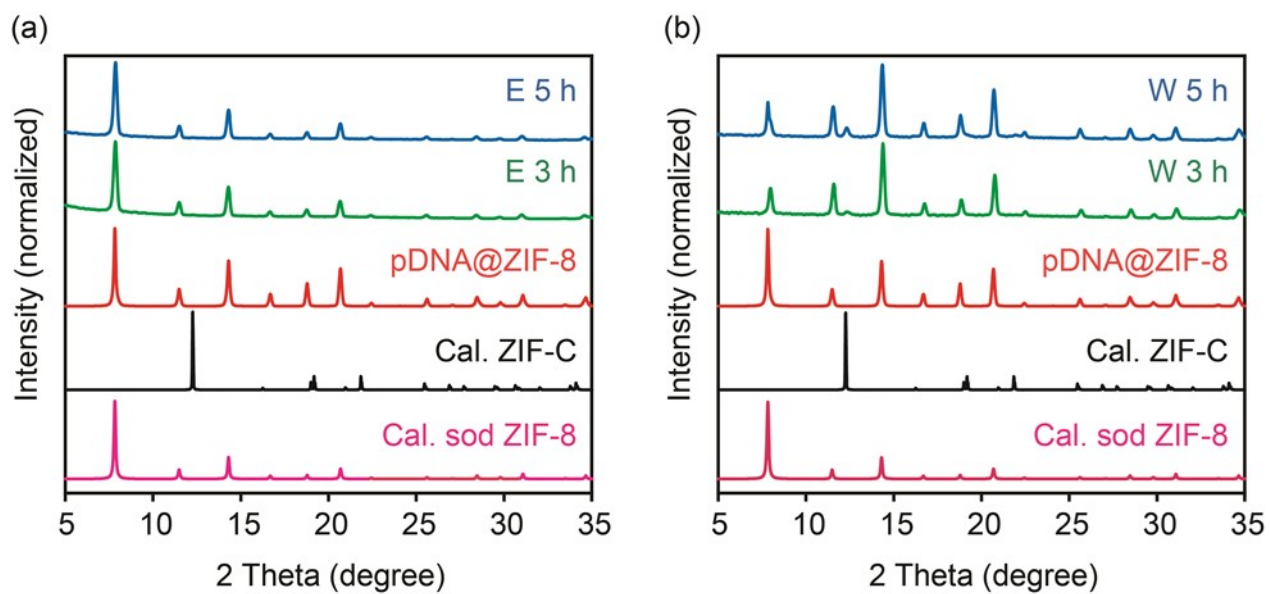 (a)
Intensity (normalized)
E 5 h
E 3 h
pDNA@ZIF-8
Cal. ZIF-C
Cal. sod ZIF-8
5 10 15 20 25 30 35
2 Theta (degree)
(b)
Intensity (normalized)
W 5 h
W 3 h
pDNA@ZIF-8
Cal. ZIF-C
Cal. sod ZIF-8
5 10 15 20 25 30 35
2 Theta (degree)